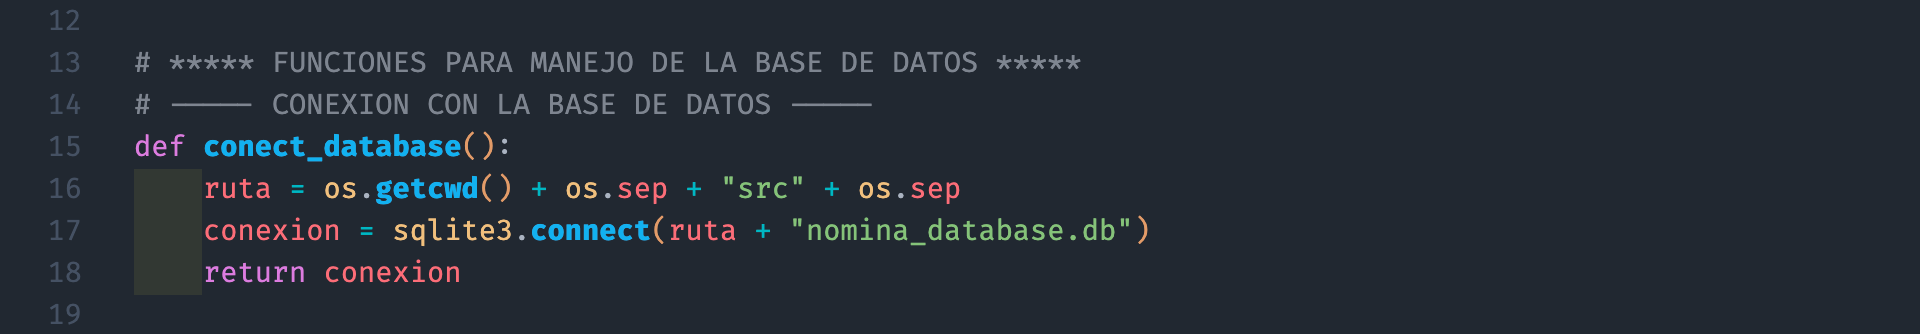 12
13 # ***** FUNCIONES PARA MANEJO DE LA BASE DE DATOS *****
14 # ----- CONEXION CON LA BASE DE DATOS -----
15 def conect_database():
16 ruta = os.getcwd() + os.sep + "src" + os.sep
17 conexion = sqlite3.connect(ruta + "nomina_database.db")
18 return conexion
19